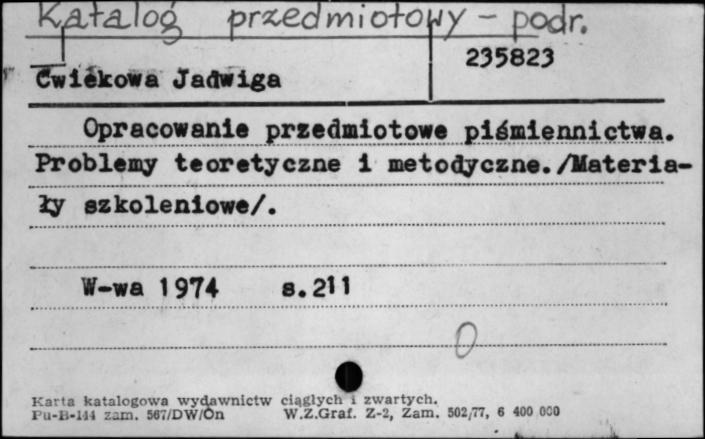 Katalog przedmiotowy - podr.
235823
Ćwiekowa Jadwiga
Opracowanie przedmiotowe piśmiennictwa.
Problemy teoretyczne i metodyczne./Materia-
ły szkoleniowe/.
W-wa 1974 s.211
0
Karta katalogowa wydawnictw ciągłych i zwartych.
Pu-B-144 zam. 567/DW/On W.Z.Graf. Z-2, Zam. 502/77, 6 400 000